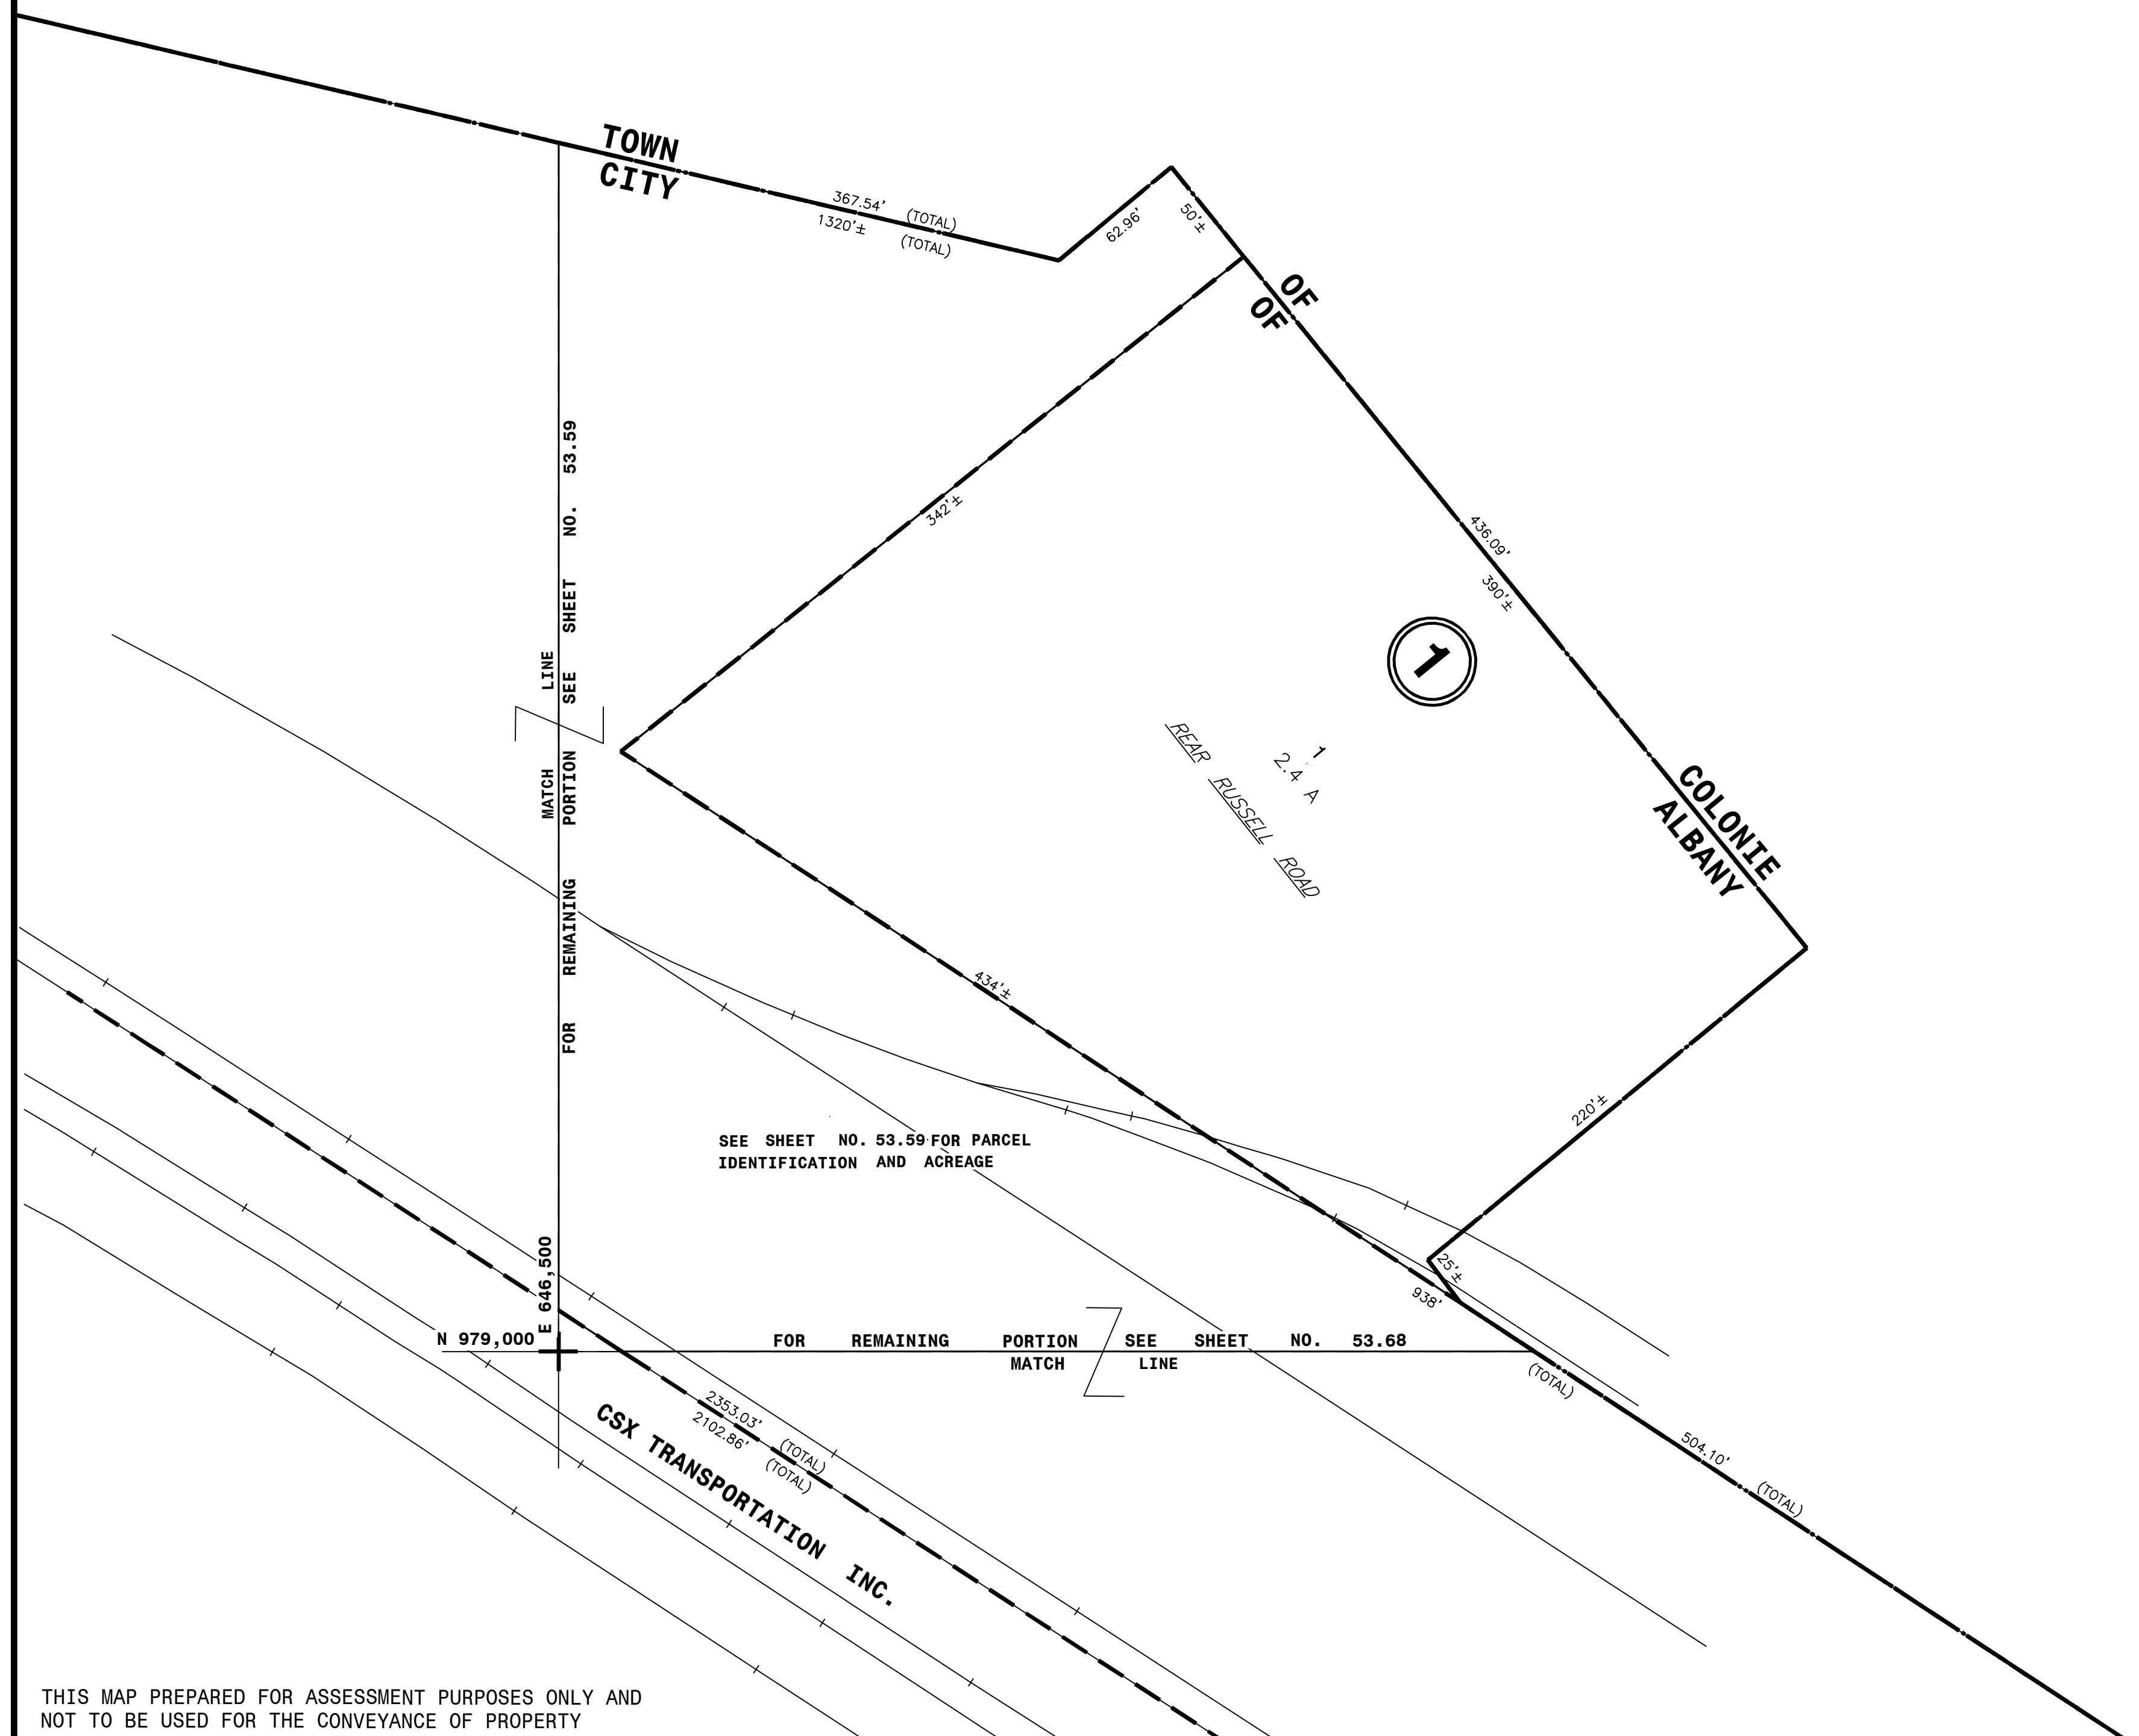 TOWN
CITY
367.54' (TOTAL)
1320'± (TOTAL)
62.96'
50'±
OF
OF
MATCH LINE
FOR REMAINING PORTION SEE SHEET NO. 53.59
342'±
436.09'
390'±
1
1
2.4 A
REAR RUSSELL ROAD
COLONIE
ALBANY
434'±
220'±
25'±
938'
(TOTAL)
SEE SHEET NO. 53.59 FOR PARCEL
IDENTIFICATION AND ACREAGE
E 646,500
N 979,000
FOR REMAINING PORTION SEE SHEET NO. 53.68
MATCH LINE
2353.03' (TOTAL)
2102.86' (TOTAL)
CSX TRANSPORTATION INC.
504.10' (TOTAL)
THIS MAP PREPARED FOR ASSESSMENT PURPOSES ONLY AND
NOT TO BE USED FOR THE CONVEYANCE OF PROPERTY